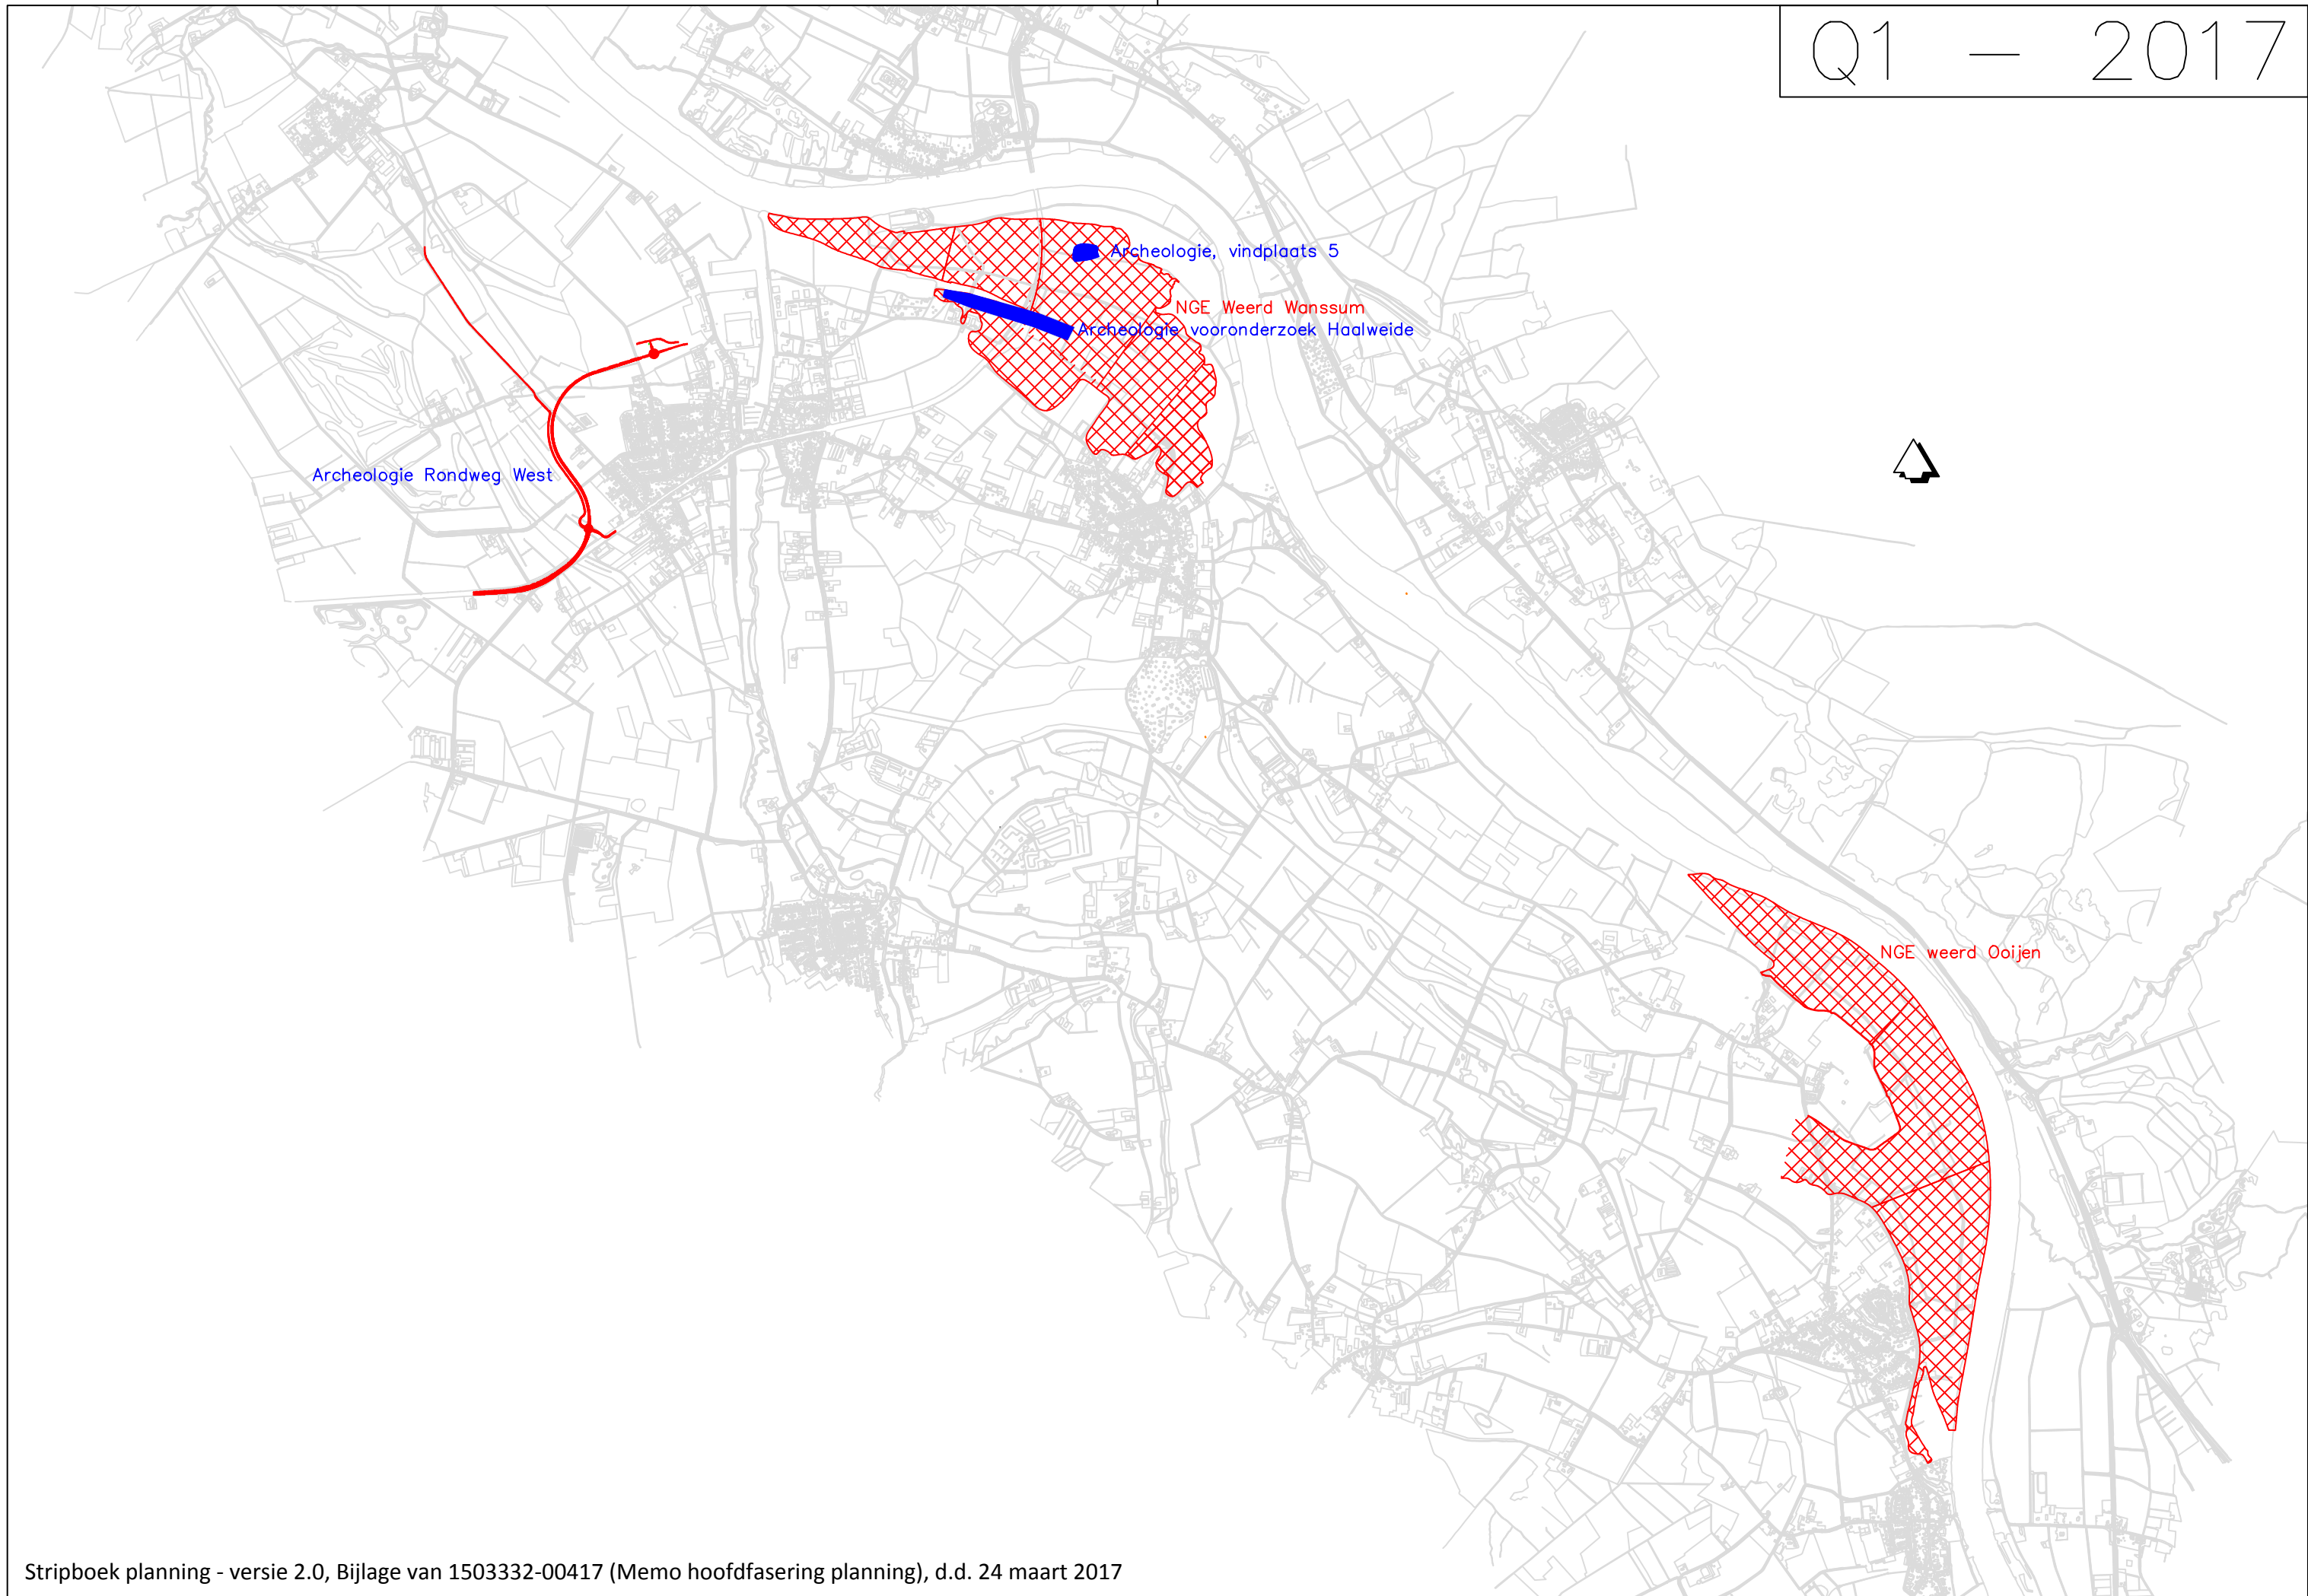 Q1 – 2017
Archeologie, vindplaats 5
NGE Weerd Wanssum
Archeologie vooronderzoek Haalweide
Archeologie Rondweg West
NGE weerd Ooijen
Stripboek planning - versie 2.0, Bijlage van 1503332-00417 (Memo hoofdfasering planning), d.d. 24 maart 2017